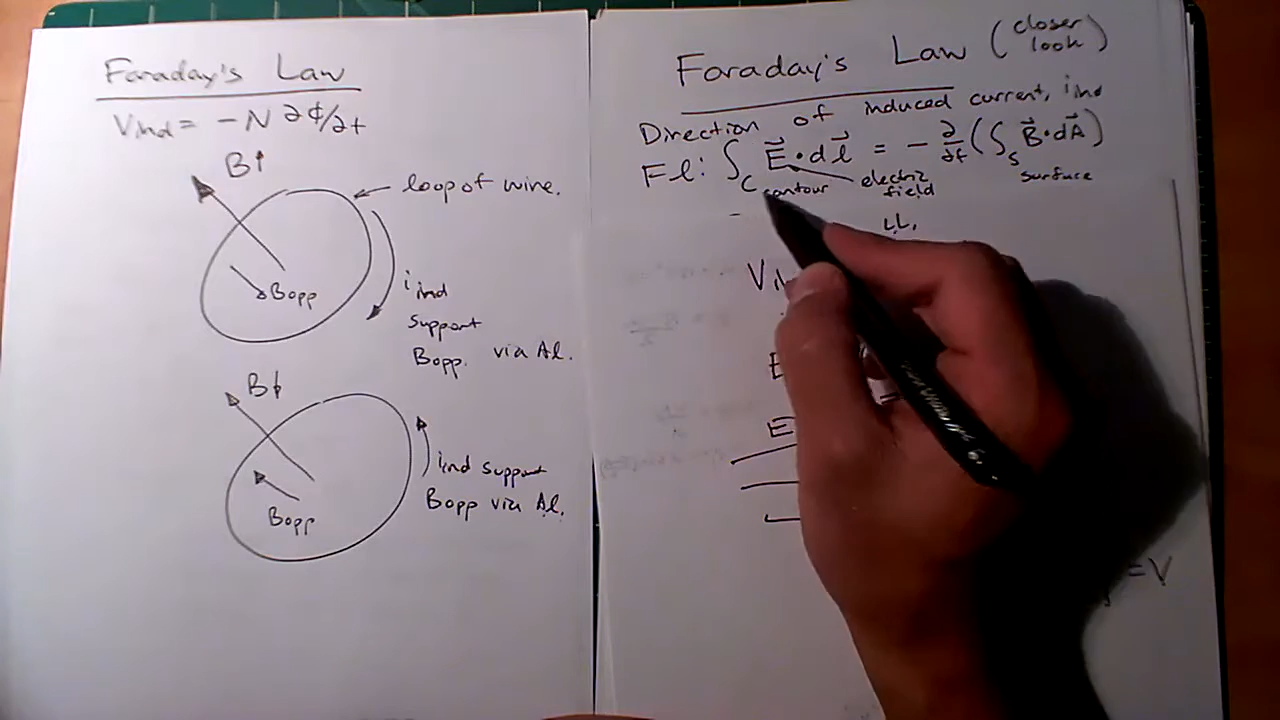 Faraday's Law
Vind = -N ∂¢/∂t
B↑
loop of wire.
Bopp
i ind
support
Bopp. via Al.
B↓
iind support
Bopp via Al.
Bopp
Faraday's Law (closer look)
Direction of induced current, iind
Fl: ∫c E⃗·dl⃗ = -∂/∂t (∫s B⃗·dA⃗)
contour
electric field
surface
E
E
=V